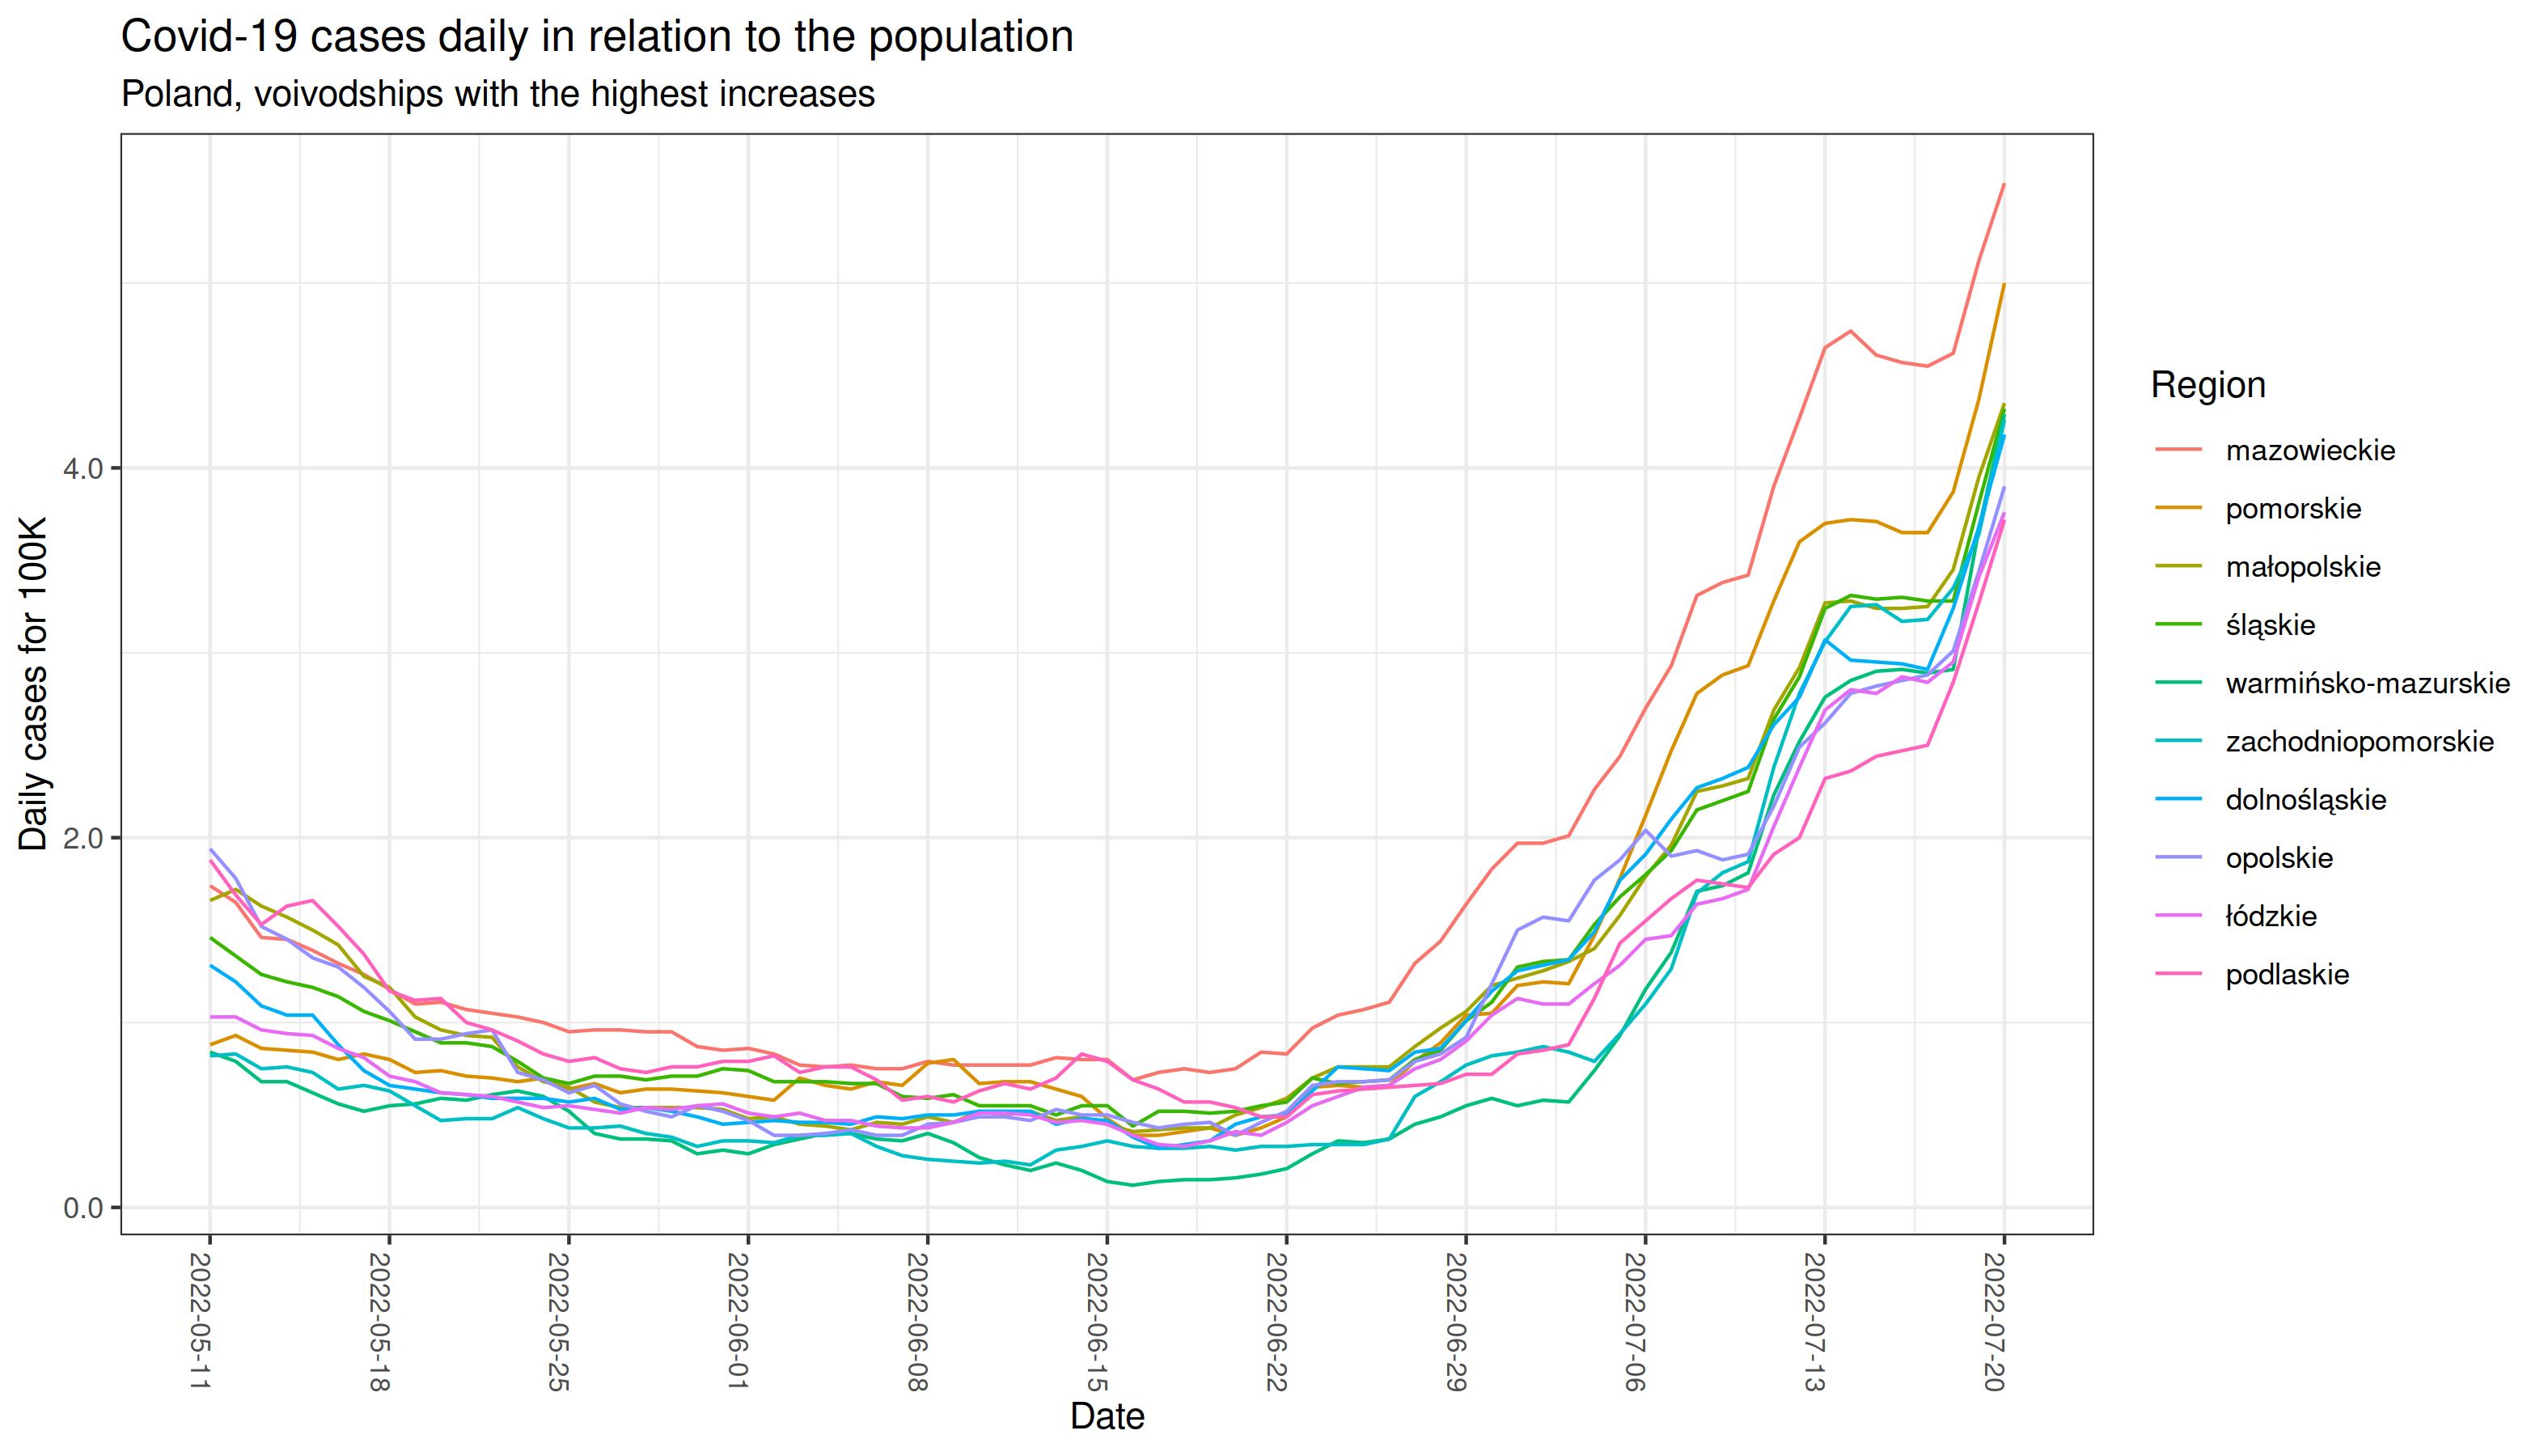 Covid-19 cases daily in relation to the population
Poland, voivodships with the highest increases
Daily cases for 100K
4.0
2.0
0.0
2022-05-11
2022-05-18
2022-05-25
2022-06-01
2022-06-08
2022-06-15
2022-06-22
2022-06-29
2022-07-06
2022-07-13
2022-07-20
Date
Region
mazowieckie
pomorskie
małopolskie
śląskie
warmińsko-mazurskie
zachodniopomorskie
dolnośląskie
opolskie
łódzkie
podlaskie